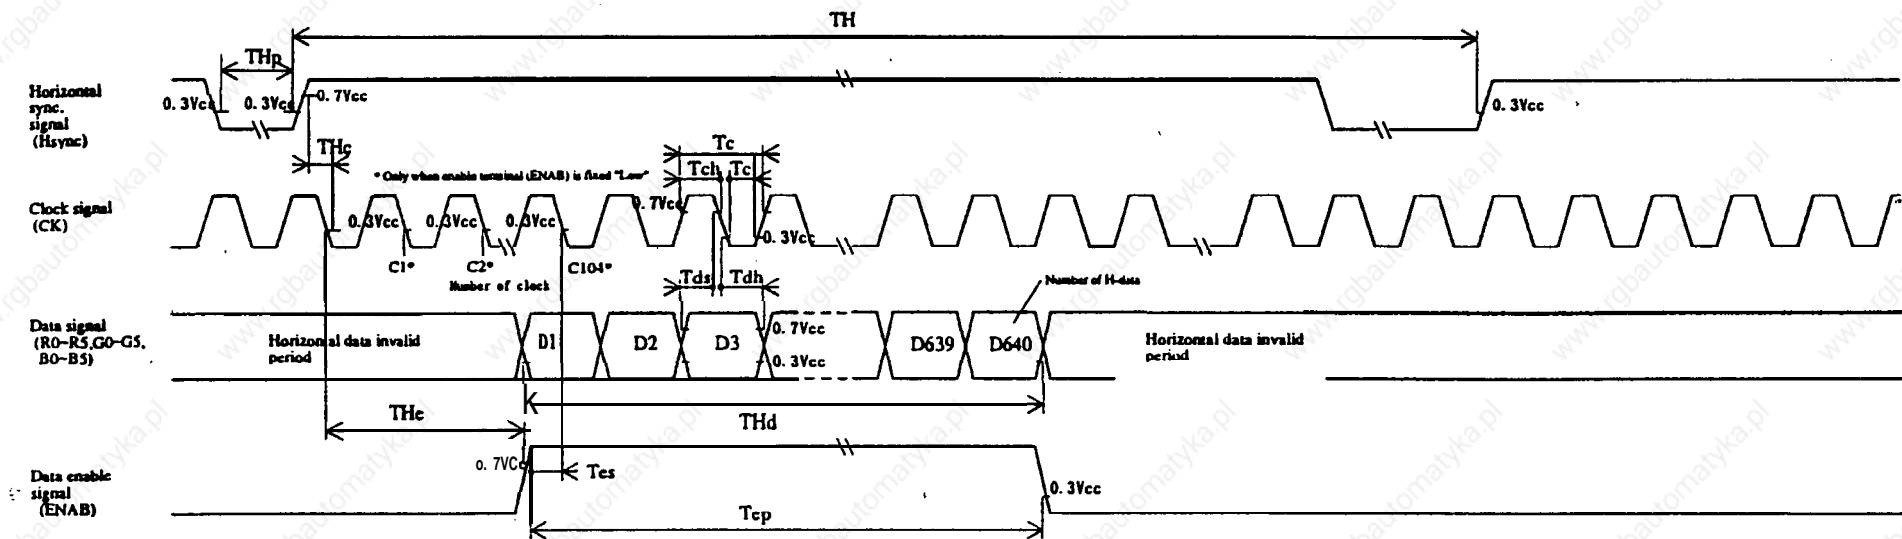 TH
THp
Horizontal
sync.
signal
(Hsync)
0.3Vcc
0.3Vcc
0.7Vcc
0.3Vcc
THc
* Only when enable terminal (ENAB) is fixed "Low"
Tc
Tch
Tc
Clock signal
(CK)
0.3Vcc
0.3Vcc
0.3Vcc
0.7Vcc
0.3Vcc
C1*
C2*
C104*
Number of clock
Tds
Tdh
Number of H-data
Data signal
(R0~R5,G0~G5,
B0~B5)
Horizontal data invalid
period
D1
D2
D3
0.7Vcc
0.3Vcc
D639
D640
Horizontal data invalid
period
THe
THd
0.7VC
Tes
Data enable
signal
(ENAB)
0.3Vcc
Tep
www.rgbautomatyka.pl